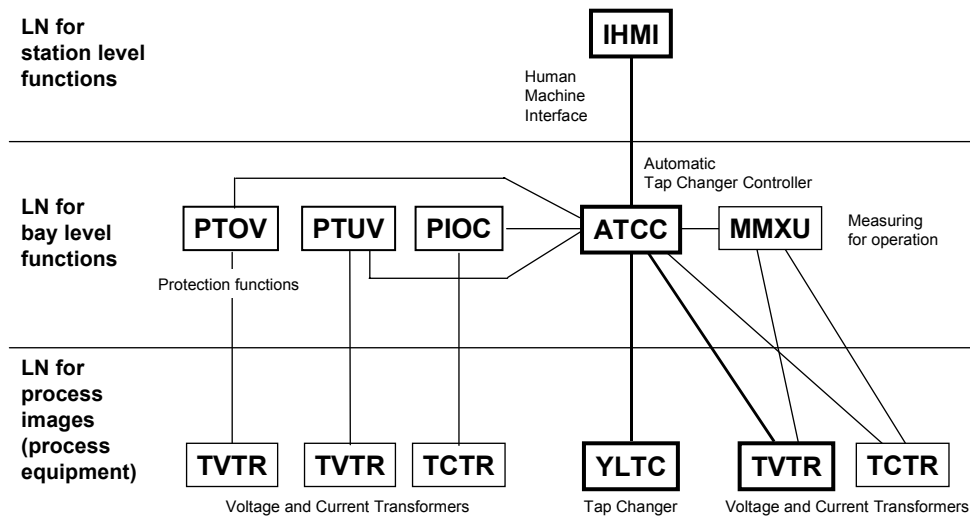 LN for
station level
functions
IHMI
Human
Machine
Interface
Automatic
Tap Changer Controller
LN for
bay level
functions
PTOV
PTUV
PIOC
ATCC
MMXU
Measuring
for operation
Protection functions
LN for
process
images
(process
equipment)
TVTR
TVTR
TCTR
YLTC
TVTR
TCTR
Voltage and Current Transformers
Tap Changer
Voltage and Current Transformers